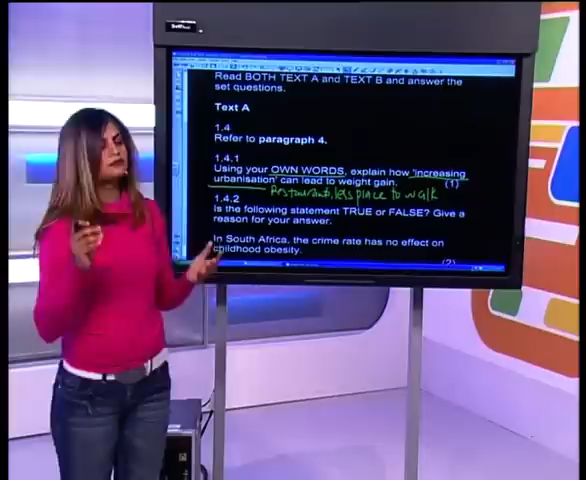 Read BOTH TEXT A and TEXT B and answer the
set questions.
Text A
1.4
Refer to paragraph 4.
1.4.1
Using your OWN WORDS, explain how 'increasing
urbanisation' can lead to weight gain. (1)
Restaurants, less place to walk
1.4.2
Is the following statement TRUE or FALSE? Give a
reason for your answer.
In South Africa, the crime rate has no effect on
childhood obesity.
(2)